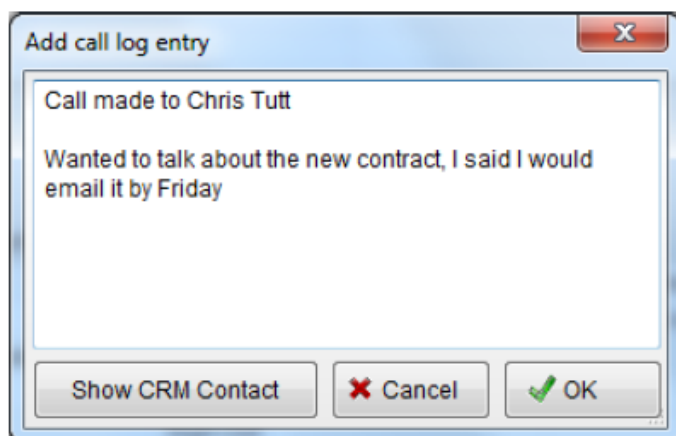 Add call log entry
Call made to Chris Tutt
Wanted to talk about the new contract, I said I would
email it by Friday
Show CRM Contact
Cancel
OK